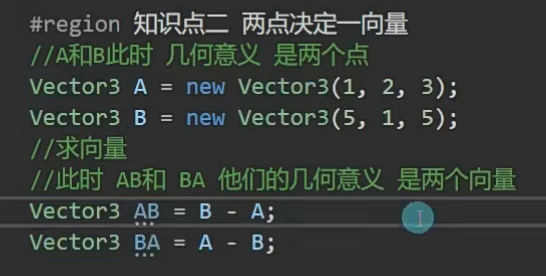 #region 知识点二 两点决定一向量
//A和B此时 几何意义 是两个点
Vector3 A = new Vector3(1, 2, 3);
Vector3 B = new Vector3(5, 1, 5);
//求向量
//此时 AB和 BA 他们的几何意义 是两个向量
Vector3 AB = B - A;
Vector3 BA = A - B;